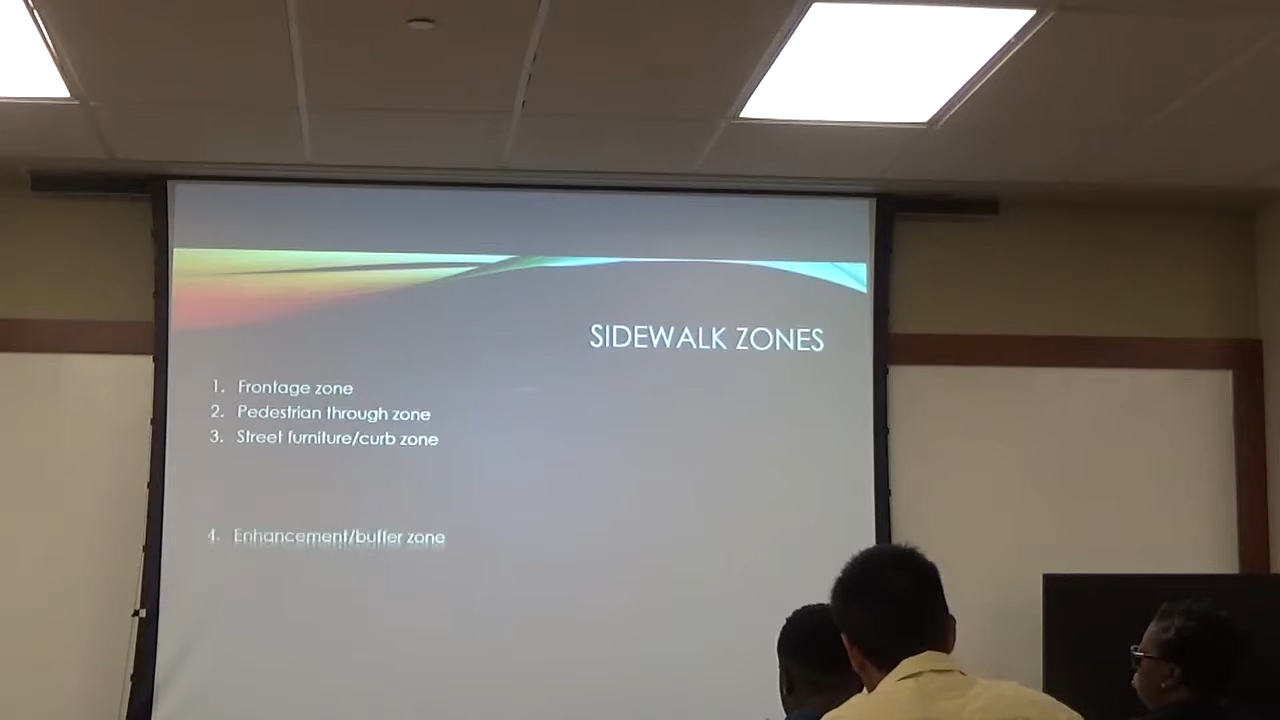 SIDEWALK ZONES
1. Frontage zone
2. Pedestrian through zone
3. Street furniture/curb zone
4. Enhancement/buffer zone